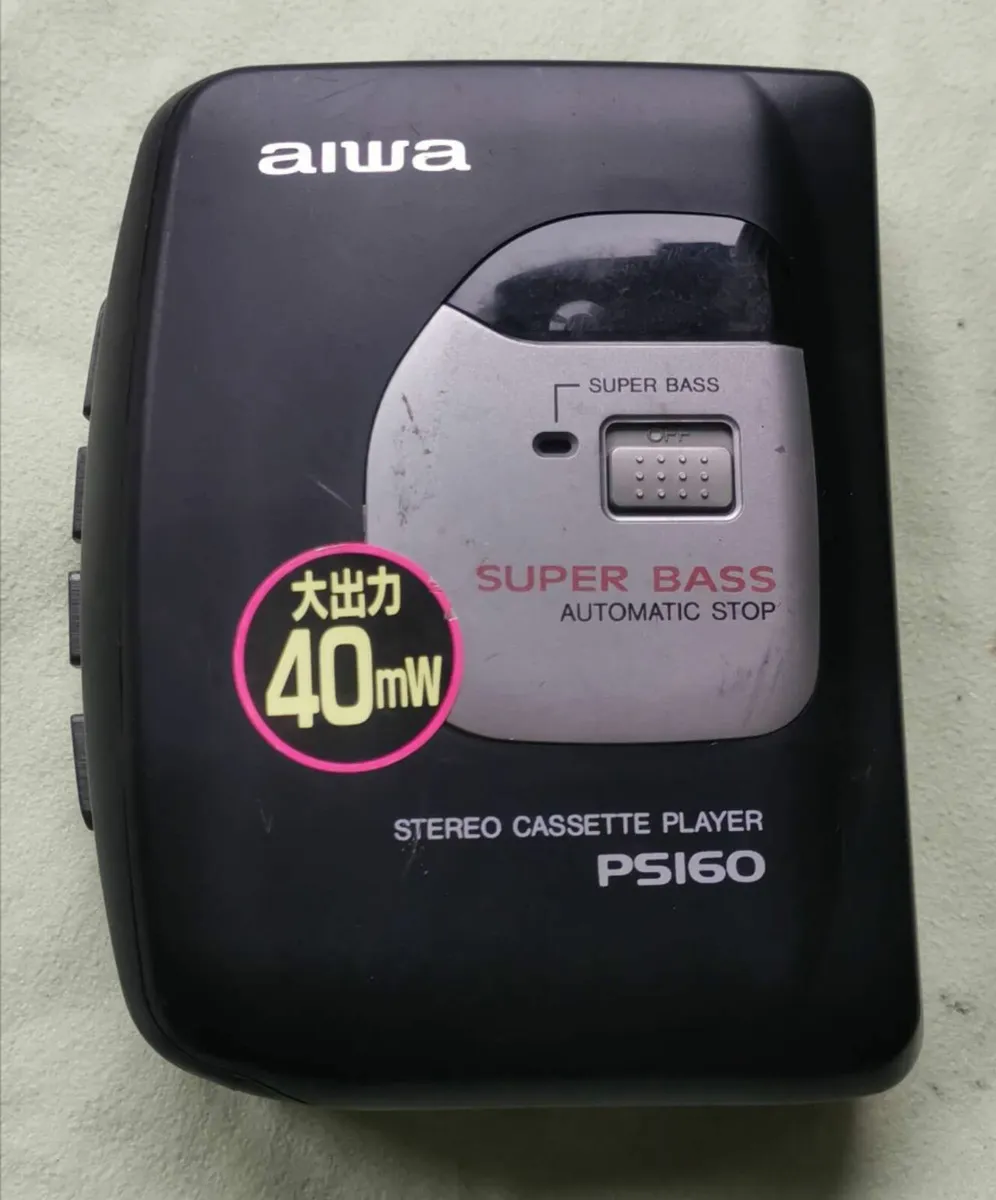 aiwa
SUPER BASS
OFF
SUPER BASS
AUTOMATIC STOP
大出力
40mW
STEREO CASSETTE PLAYER
PS160